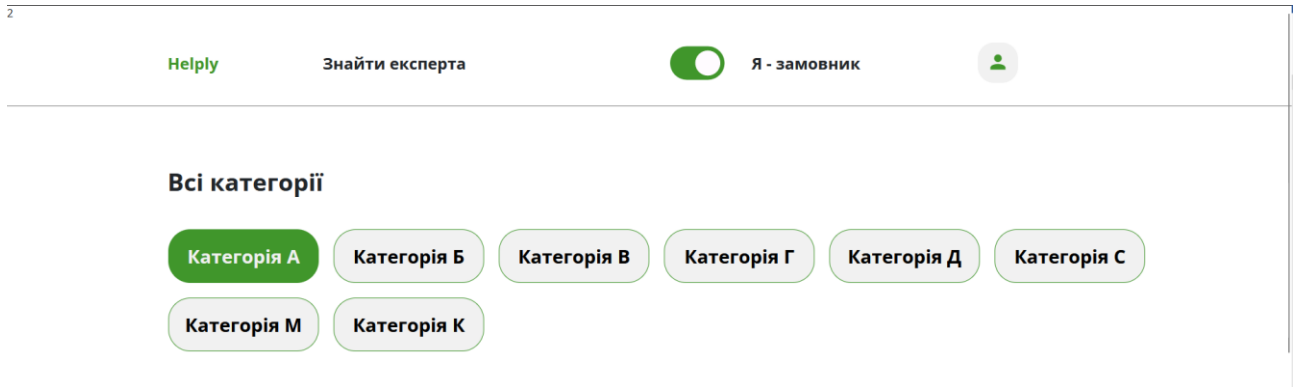 2
Helply Знайти експерта Я - замовник
Всі категорії
Категорія А Категорія Б Категорія В Категорія Г Категорія Д Категорія С
Категорія М Категорія К